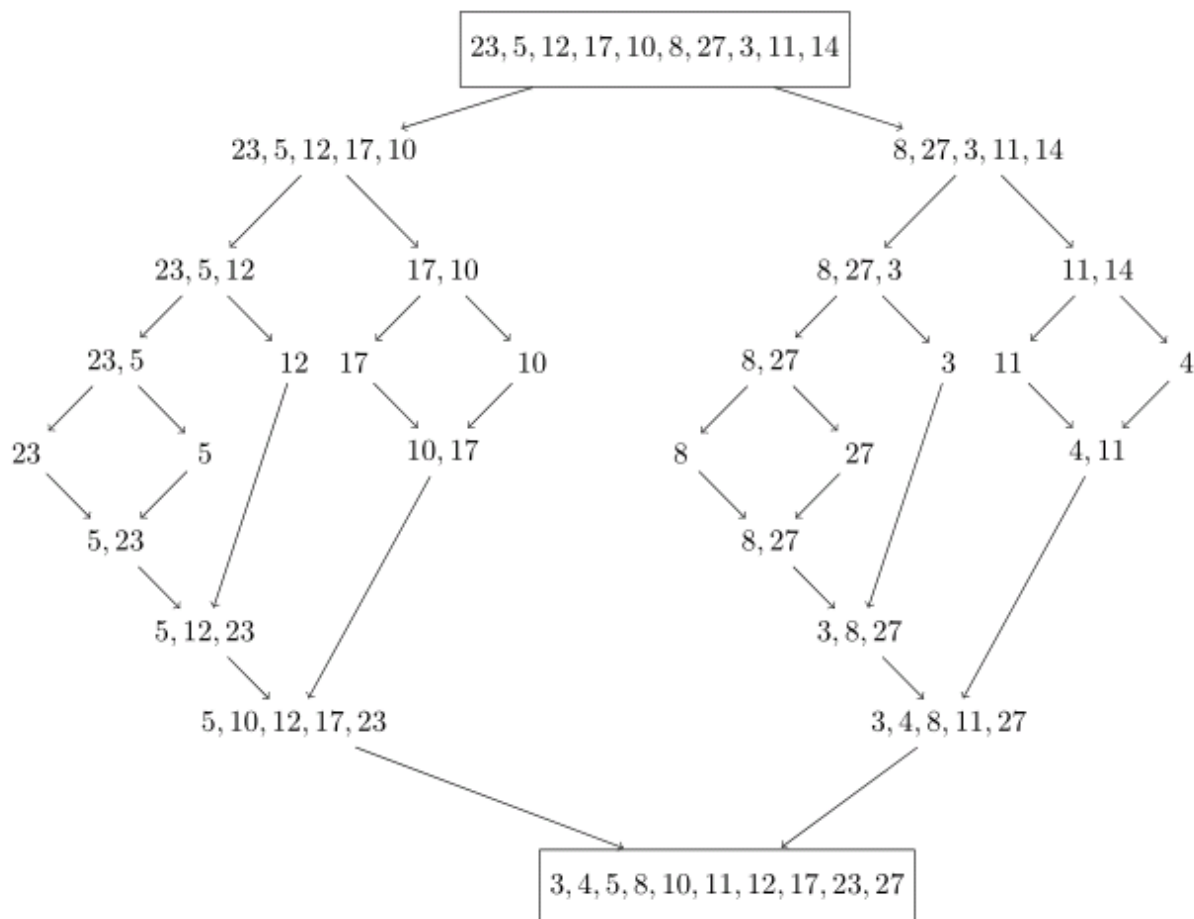 23, 5, 12, 17, 10, 8, 27, 3, 11, 14
23, 5, 12, 17, 10
8, 27, 3, 11, 14
23, 5, 12
17, 10
8, 27, 3
11, 14
23, 5
12
17
10
8, 27
3
11
4
23
5
10, 17
8
27
4, 11
5, 23
8, 27
5, 12, 23
3, 8, 27
5, 10, 12, 17, 23
3, 4, 8, 11, 27
3, 4, 5, 8, 10, 11, 12, 17, 23, 27